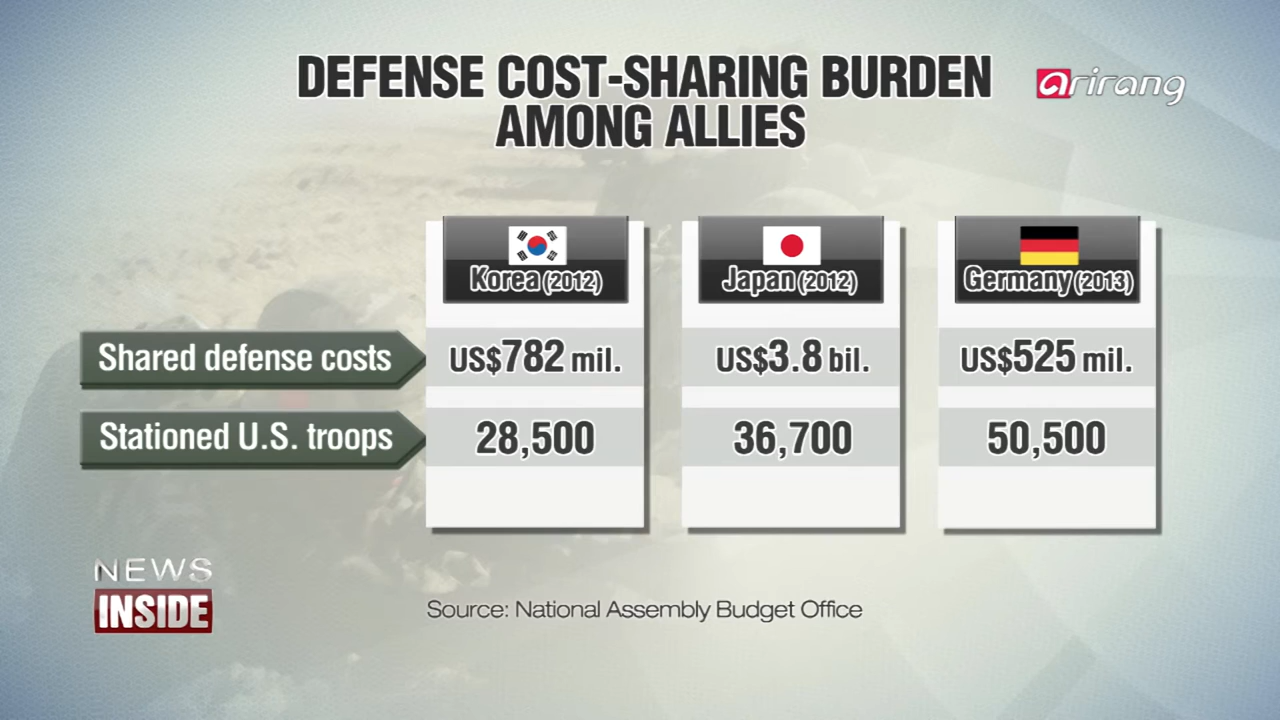 DEFENSE COST-SHARING BURDEN
AMONG ALLIES
arirang
Korea (2012)
Japan (2012)
Germany (2013)
Shared defense costs
US$782 mil.
US$3.8 bil.
US$525 mil.
Stationed U.S. troops
28,500
36,700
50,500
NEWS
INSIDE
Source: National Assembly Budget Office